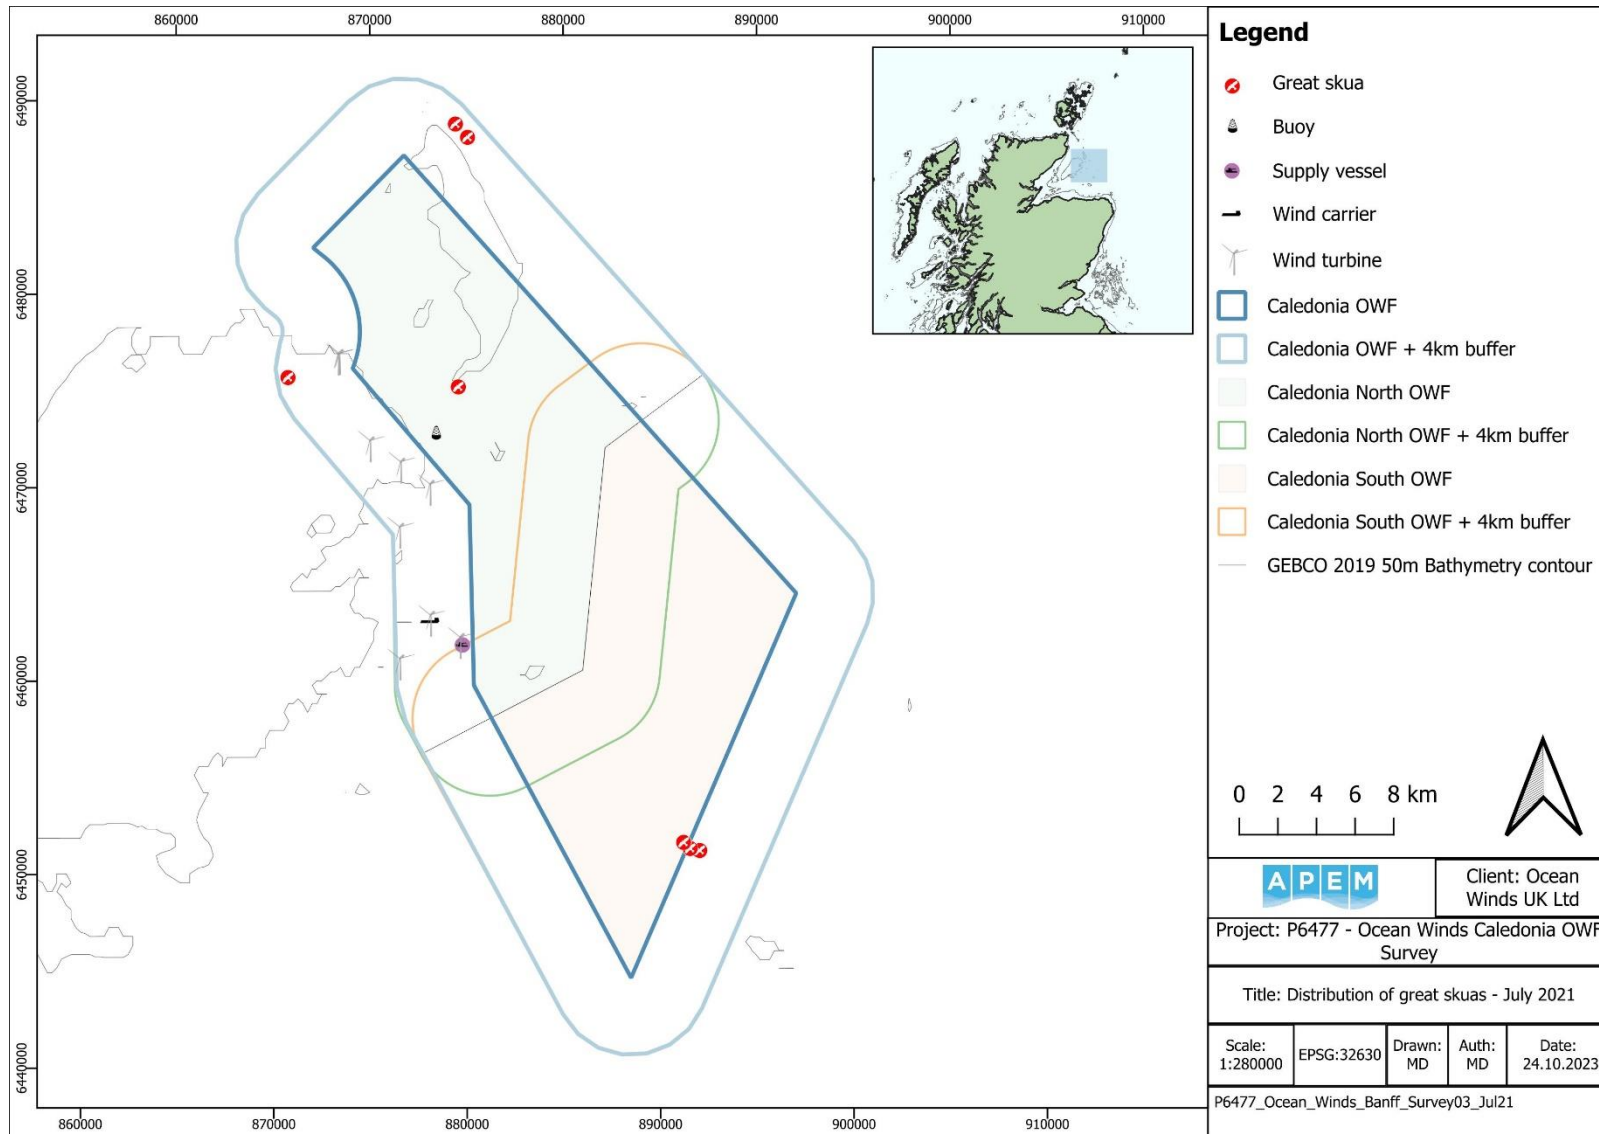 860000 870000 880000 890000 900000 910000
6490000
6480000
6470000
6460000
6450000
6440000
860000 870000 880000 890000 900000 910000
Legend
Great skua
Buoy
Supply vessel
Wind carrier
Wind turbine
Caledonia OWF
Caledonia OWF + 4km buffer
Caledonia North OWF
Caledonia North OWF + 4km buffer
Caledonia South OWF
Caledonia South OWF + 4km buffer
GEBCO 2019 50m Bathymetry contour
0 2 4 6 8 km
APEM
Client: Ocean
Winds UK Ltd
Project: P6477 - Ocean Winds Caledonia OWF
Survey
Title: Distribution of great skuas - July 2021
Scale:
1:280000
EPSG:32630
Drawn:
MD
Auth:
MD
Date:
24.10.2023
P6477_Ocean_Winds_Banff_Survey03_Jul21